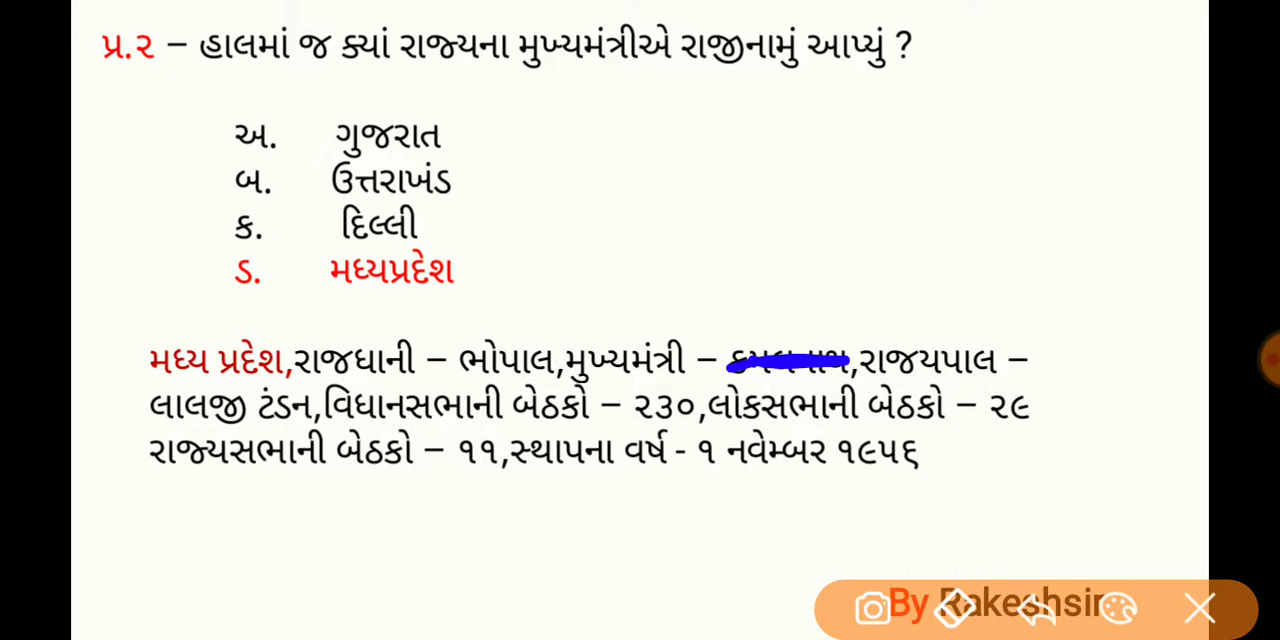 પ્ર.૨ – હાલમાં જ ક્યાં રાજ્યના મુખ્યમંત્રીએ રાજીનામું આપ્યું ?
અ. ગુજરાત
બ. ઉત્તરાખંડ
ક. દિલ્લી
ડ. મધ્યપ્રદેશ
મધ્ય પ્રદેશ,રાજધાની – ભોપાલ,મુખ્યમંત્રી – ,રાજયપાલ –
લાલજી ટંડન,વિધાનસભાની બેઠકો – ૨૩૦,લોકસભાની બેઠકો – ૨૯
રાજ્યસભાની બેઠકો – ૧૧,સ્થાપના વર્ષ - ૧ નવેમ્બર ૧૯૫૬
By Rakeshsir